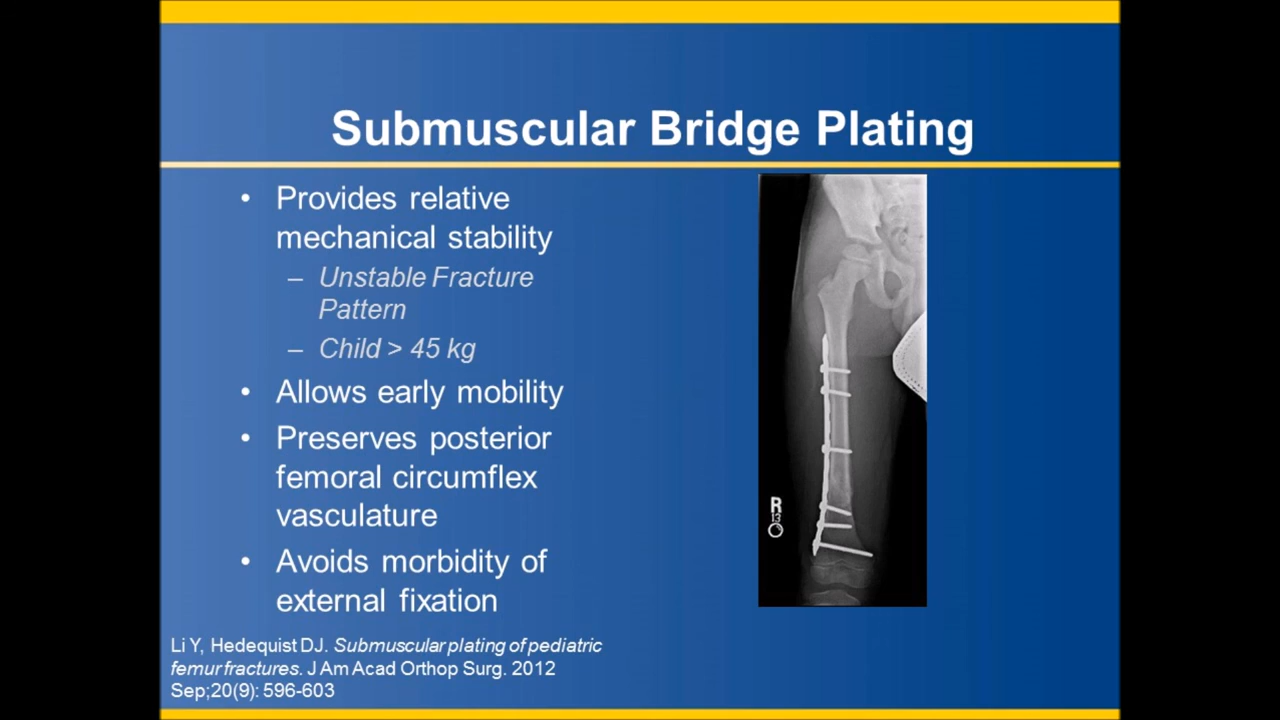 Submuscular Bridge Plating
• Provides relative
mechanical stability
– Unstable Fracture
Pattern
– Child > 45 kg
• Allows early mobility
• Preserves posterior
femoral circumflex
vasculature
• Avoids morbidity of
external fixation
R
13
Li Y, Hedequist DJ. Submuscular plating of pediatric
femur fractures. J Am Acad Orthop Surg. 2012
Sep;20(9): 596-603